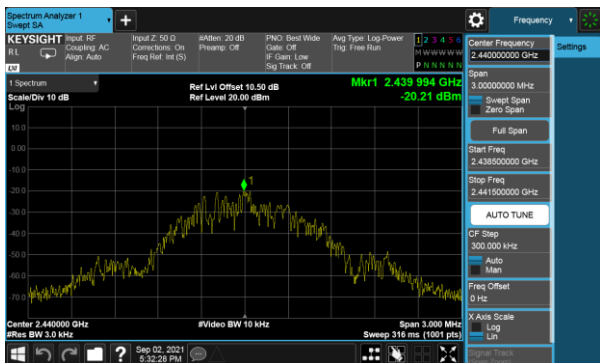 Spectrum Analyzer 1
Swept SA
Frequency
KEYSIGHT
RL
Input: RF
Coupling: AC
Align: Auto
Input Z: 50 Ω
Corrections: On
Freq Ref: Int (S)
#Atten: 20 dB
Preamp: Off
PNO: Best Wide
Gate: Off
IF Gain: Low
Sig Track: Off
Avg Type: Log-Power
Trig: Free Run
1 2 3 4 5 6
M W W W W W
P N N N N N
Center Frequency
2.440000000 GHz
Settings
Span
3.00000000 MHz
Swept Span
Zero Span
Full Span
Start Freq
2.438500000 GHz
Stop Freq
2.441500000 GHz
AUTO TUNE
CF Step
300.000 kHz
Auto
Man
Freq Offset
0 Hz
X Axis Scale
Log
Lin
Signal Track
1 Spectrum
Scale/Div 10 dB
Log
Ref Lvl Offset 10.50 dB
Ref Level 20.00 dBm
Mkr1 2.439 994 GHz
-20.21 dBm
10.0
0.00
-10.0
-20.0
-30.0
-40.0
-50.0
-60.0
-70.0
1
Center 2.440000 GHz
#Res BW 3.0 kHz
#Video BW 10 kHz
Span 3.000 MHz
Sweep 316 ms (1001 pts)
?
Sep 02, 2021
5:32:28 PM